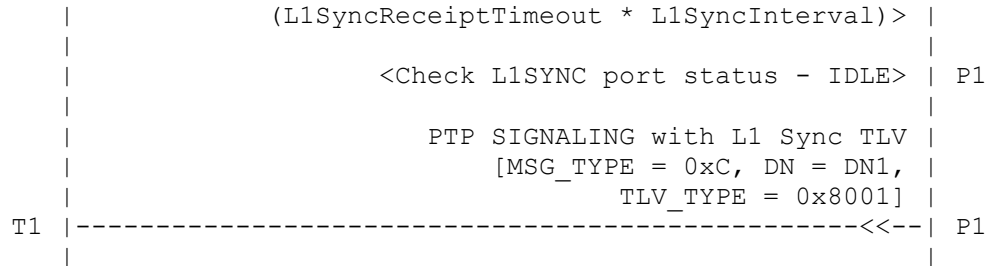 |            (L1SyncReceiptTimeout * L1SyncInterval)> |
|                                                     |
|                   <Check L1SYNC port status - IDLE> | P1
|                                                     |
|                      PTP SIGNALING with L1 Sync TLV |
|                          [MSG_TYPE = 0xC, DN = DN1, |
|                                  TLV_TYPE = 0x8001] |
T1 |-------------------------------------------------<<--| P1
|                                                     |